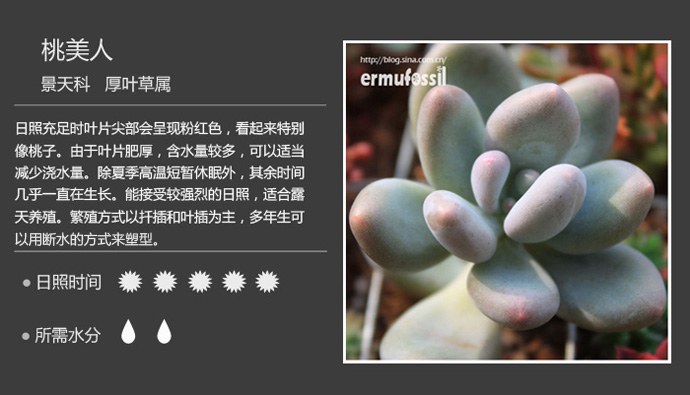 桃美人
景天科 厚叶草属
日照充足时叶片尖部会呈现粉红色，看起来特别
像桃子。由于叶片肥厚，含水量较多，可以适当
减少浇水量。除夏季高温短暂休眠外，其余时间
几乎一直在生长。能接受较强烈的日照，适合露
天养殖。繁殖方式以扦插和叶插为主，多年生可
以用断水的方式来塑型。
日照时间
所需水分
http://blog.sina.com.cn/
ermufossil